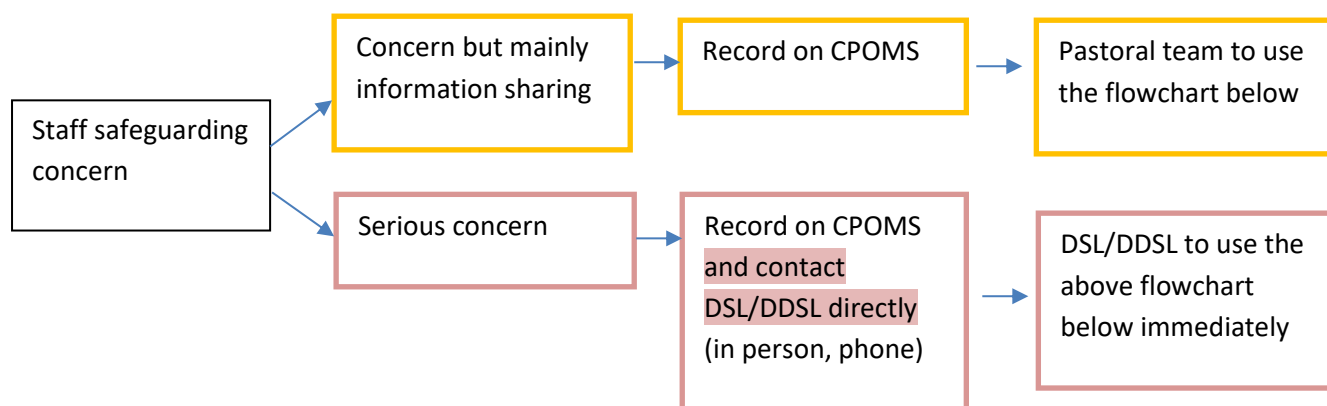 Staff safeguarding
concern
Concern but mainly
information sharing
Record on CPOMS
Pastoral team to use
the flowchart below
Serious concern
Record on CPOMS
and contact
DSL/DDSL directly
(in person, phone)
DSL/DDSL to use the
above flowchart
below immediately